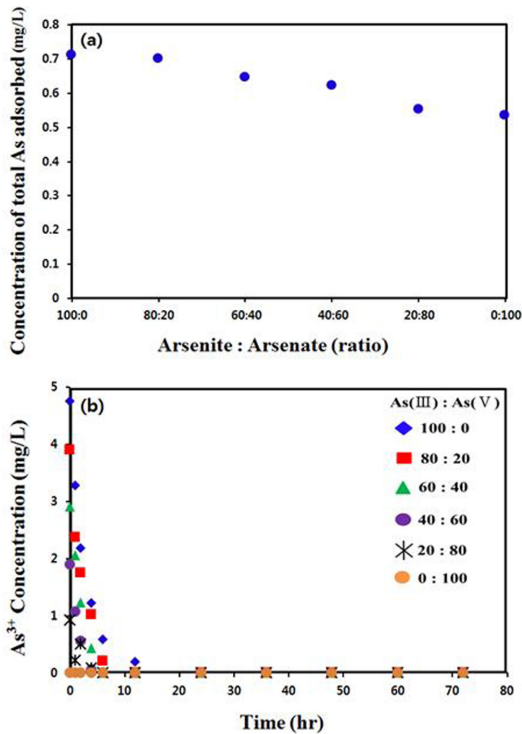 (a)
Concentration of total As adsorbed (mg/L)
0.8
0.7
0.6
0.5
0.4
0.3
0.2
0.1
0
100:0 80:20 60:40 40:60 20:80 0:100
Arsenite : Arsenate (ratio)
(b)
As³⁺ Concentration (mg/L)
5
4
3
2
1
0
As(Ⅲ) : As(Ⅴ)
100 : 0
80 : 20
60 : 40
40 : 60
20 : 80
0 : 100
0 10 20 30 40 50 60 70 80
Time (hr)